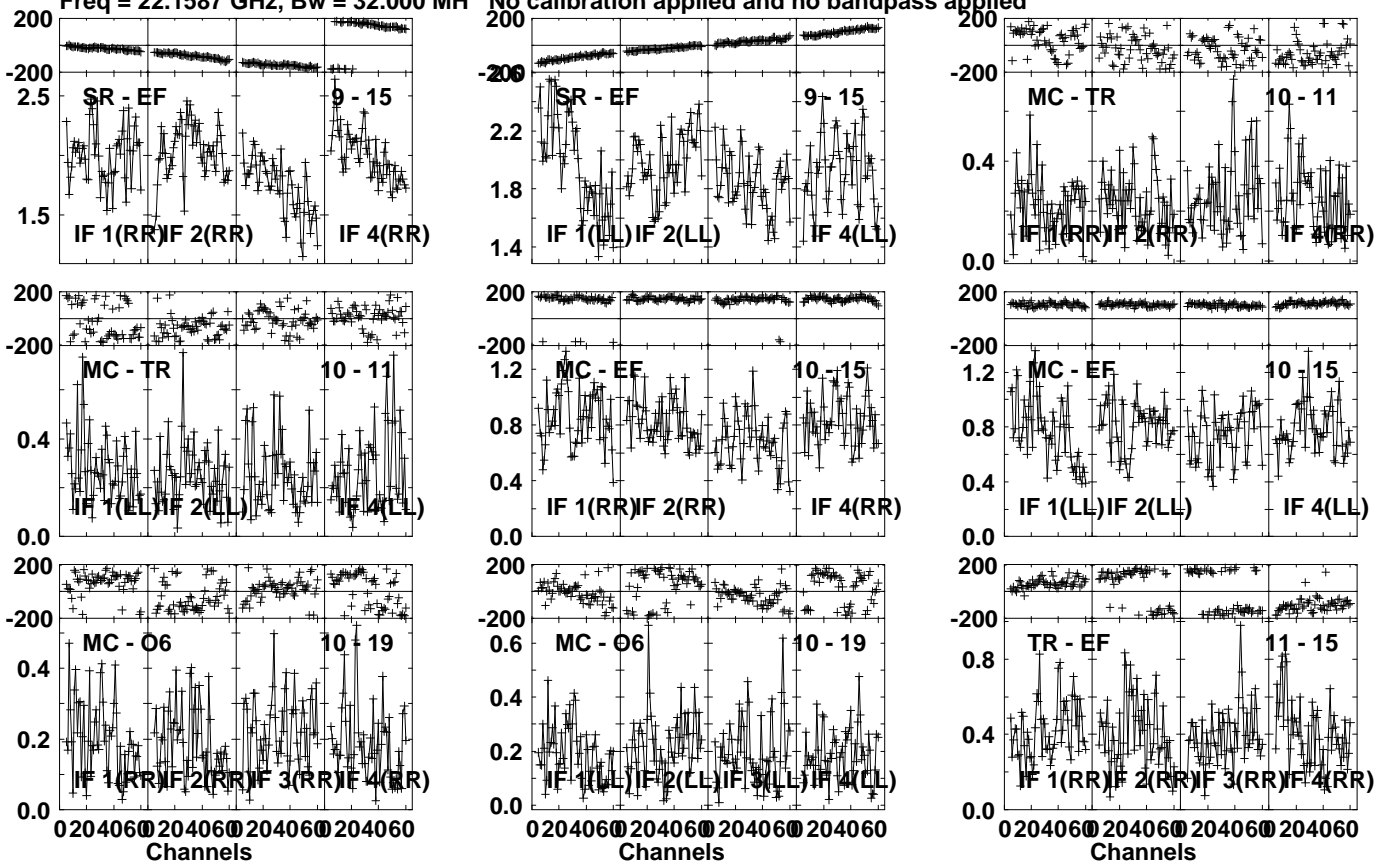 Freq = 22.1587 GHz, Bw = 32.000 MH No calibration applied and no bandpass applied
200
-200
2.5
1.5
SR - EF 9 - 15
IF 1(RR) IF 2(RR) IF 4(RR)
200
-200
2.6
2.2
1.8
1.4
SR - EF 9 - 15
IF 1(LL) IF 2(LL) IF 4(LL)
200
-200
0.4
0.0
MC - TR 10 - 11
IF 1(RR) IF 2(RR) IF 4(RR)
200
-200
0.4
0.0
MC - TR 10 - 11
IF 1(LL) IF 2(LL) IF 4(LL)
200
-200
1.2
0.8
0.4
0.0
MC - EF 10 - 15
IF 1(RR) IF 2(RR) IF 4(RR)
200
-200
1.2
0.8
0.4
0.0
MC - EF 10 - 15
IF 1(LL) IF 2(LL) IF 4(LL)
200
-200
0.4
0.2
0.0
MC - O6 10 - 19
IF 1(RR) IF 2(RR) IF 3(RR) IF 4(RR)
0 20 40 60 0 20 40 60 0 20 40 60 0 20 40 60
Channels
200
-200
0.6
0.4
0.2
0.0
MC - O6 10 - 19
IF 1(LL) IF 2(LL) IF 3(LL) IF 4(LL)
0 20 40 60 0 20 40 60 0 20 40 60 0 20 40 60
Channels
200
-200
0.8
0.4
0.0
TR - EF 11 - 15
IF 1(RR) IF 2(RR) IF 3(RR) IF 4(RR)
0 20 40 60 0 20 40 60 0 20 40 60 0 20 40 60
Channels